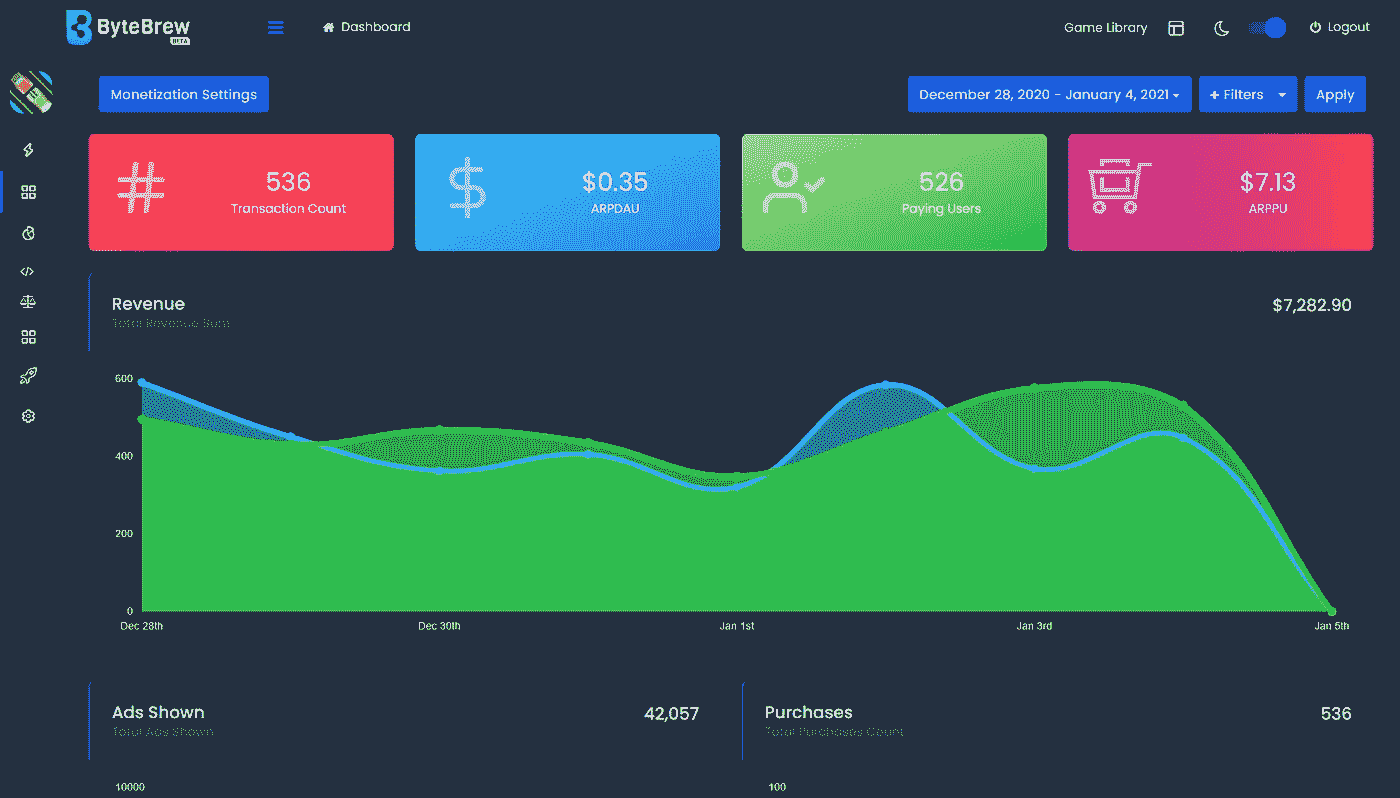 ByteBrew
BETA
Dashboard
Game Library
Logout
Monetization Settings
December 28, 2020 - January 4, 2021
+ Filters
Apply
536
Transaction Count
$0.35
ARPDAU
526
Paying Users
$7.13
ARPPU
Revenue
$7,282.90
Total Revenue Sum
600
400
200
0
Dec 28th
Dec 30th
Jan 1st
Jan 3rd
Jan 5th
Ads Shown
42,057
Total Ads Shown
Purchases
536
Total Purchases Count
10000
100